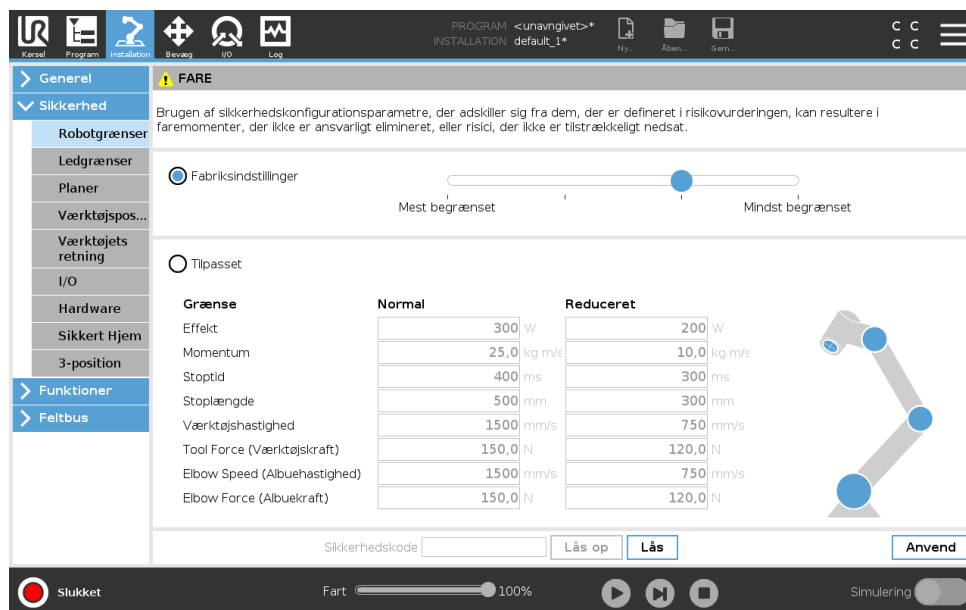 PROGRAM <unavngivet>*
INSTALLATION default_1*
Ny... Åben... Gem...
C C
C C
UR
Kørsel Program Installation Bevæg I/O Log
Generel
Sikkerhed
Robotgrænser
Ledgrænser
Planer
Værktøjspos...
Værktøjets
retning
I/O
Hardware
Sikkert Hjem
3-position
Funktioner
Feltbus
FARE
Brugen af sikkerhedskonfigurationsparametre, der adskiller sig fra dem, der er defineret i risikovurderingen, kan resultere i
faremomenter, der ikke er ansvarligt elimineret, eller risici, der ikke er tilstrækkeligt nedsat.
Fabriksindstillinger
Mest begrænset Mindst begrænset
Tilpasset
Grænse Normal Reduceret
Effekt 300 W 200 W
Momentum 25,0 kg m/s 10,0 kg m/s
Stoptid 400 ms 300 ms
Stoplængde 500 mm 300 mm
Værktøjshastighed 1500 mm/s 750 mm/s
Tool Force (Værktøjskraft) 150,0 N 120,0 N
Elbow Speed (Albuehastighed) 1500 mm/s 750 mm/s
Elbow Force (Albuekraft) 150,0 N 120,0 N
Sikkerhedskode Lås op Lås Anvend
Slukket Fart 100% Simulering